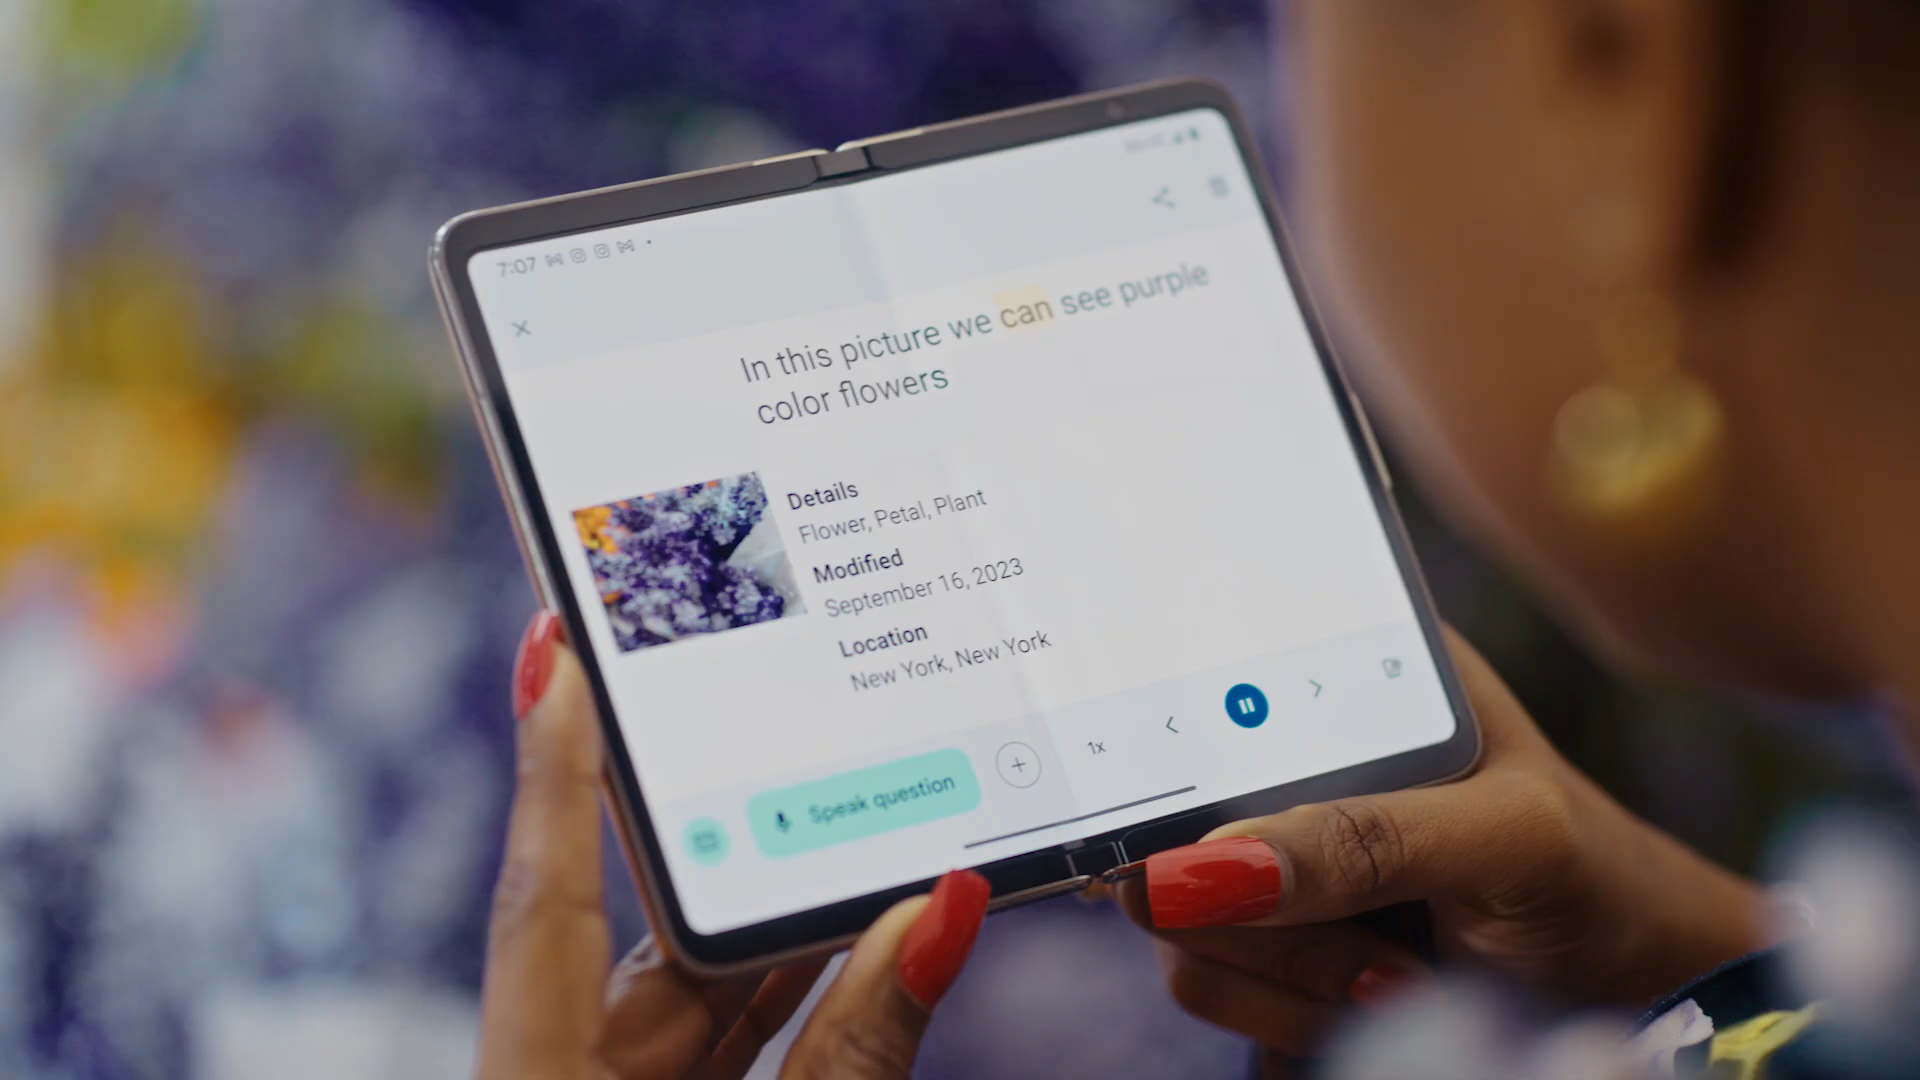 7:07
In this picture we can see purple
color flowers
Details
Flower, Petal, Plant
Modified
September 16, 2023
Location
New York, New York
Speak question
1x